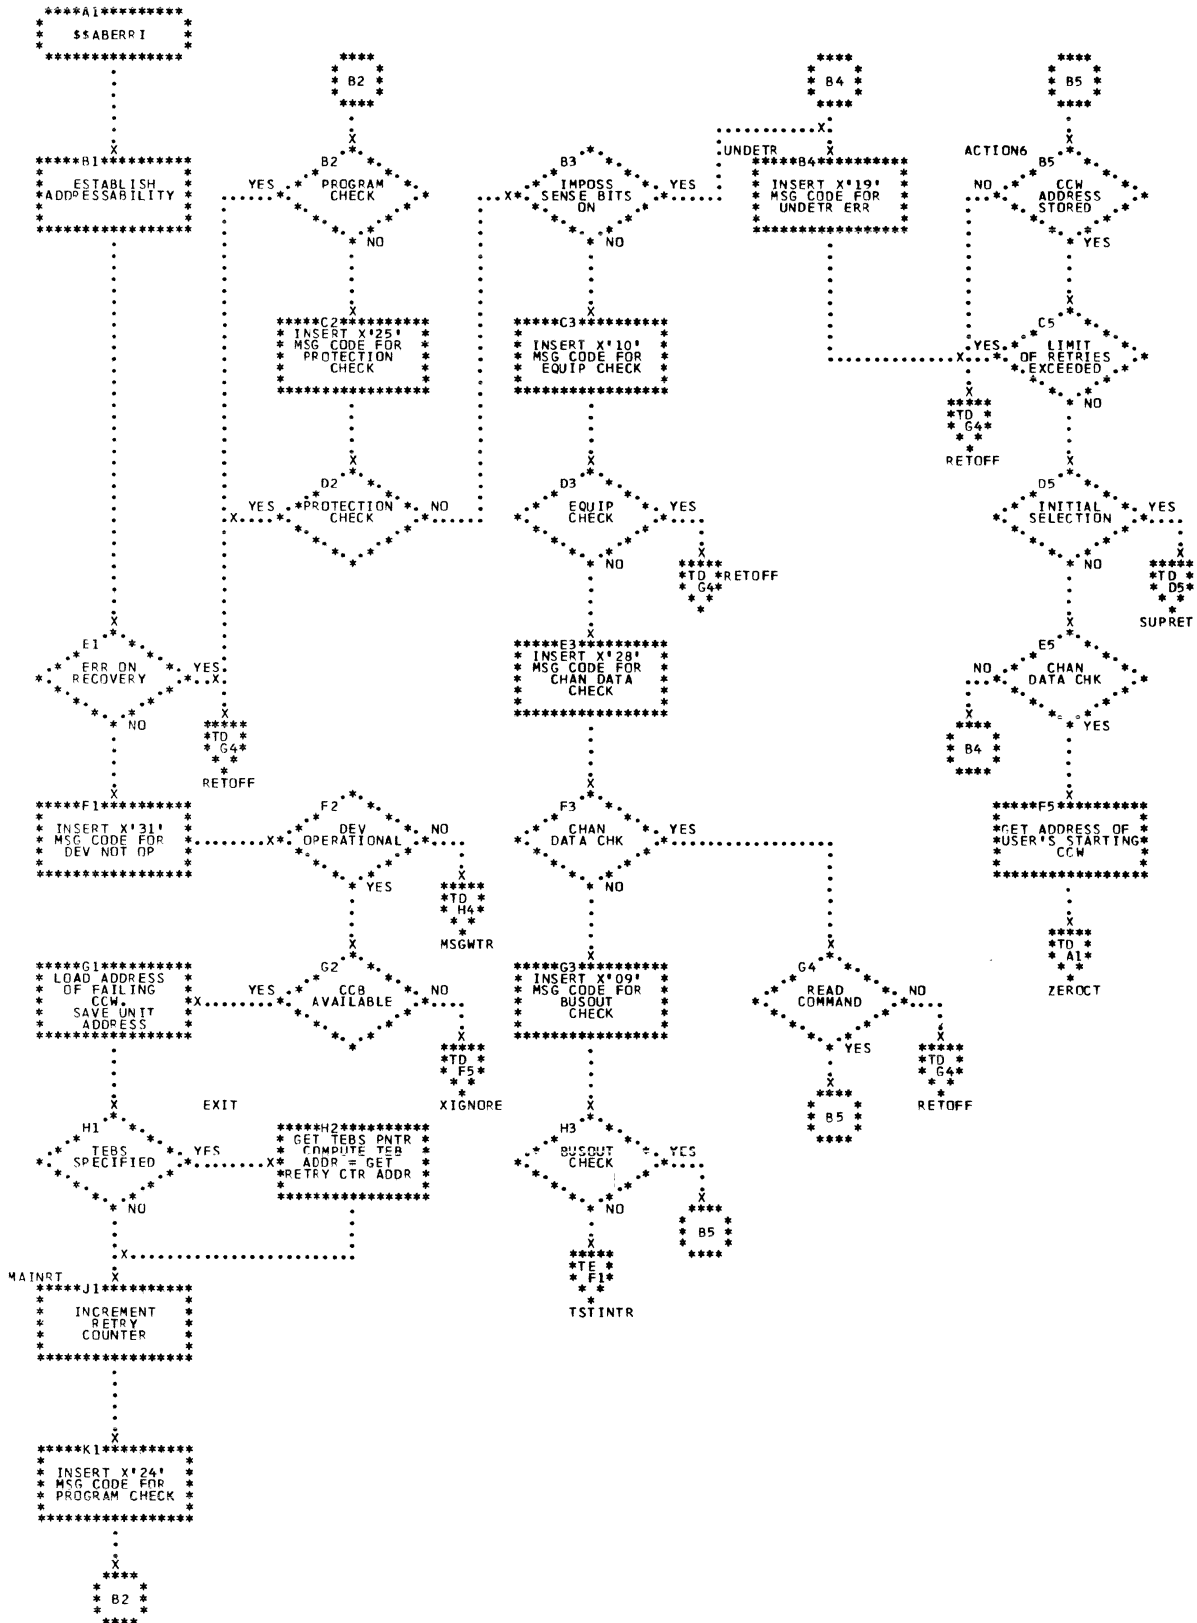 A1
$$ABERRI
B1
ESTABLISH
ADDRESSABILITY
E1
ERR ON
RECOVERY
YES
NO
TD
G4
RETOFF
F1
INSERT X'31'
MSG CODE FOR
DEV NOT OP
G1
LOAD ADDRESS
OF FAILING
CCW.
SAVE UNIT
ADDRESS
EXIT
H1
TEBS
SPECIFIED
YES
NO
MAINRT
J1
INCREMENT
RETRY
COUNTER
K1
INSERT X'24'
MSG CODE FOR
PROGRAM CHECK
B2
B2
B2
PROGRAM
CHECK
YES
NO
C2
INSERT X'25'
MSG CODE FOR
PROTECTION
CHECK
D2
PROTECTION
CHECK
YES
NO
F2
DEV
OPERATIONAL
NO
YES
TD
H4
MSGWTR
G2
CCB
AVAILABLE
YES
NO
TD
F5
XIGNORE
H2
GET TEBS PNTR
COMPUTE TEB
ADDR = GET
RETRY CTR ADDR
B3
IMPOSS
SENSE BITS
ON
YES
NO
C3
INSERT X'10'
MSG CODE FOR
EQUIP CHECK
D3
EQUIP
CHECK
YES
NO
TD
G4
RETOFF
E3
INSERT X'28'
MSG CODE FOR
CHAN DATA
CHECK
F3
CHAN
DATA CHK
YES
NO
G3
INSERT X'09'
MSG CODE FOR
BUSOUT
CHECK
H3
BUSOUT
CHECK
YES
NO
B5
TE
F1
TSTINTR
B4
UNDETR
B4
INSERT X'19'
MSG CODE FOR
UNDETR ERR
G4
READ
COMMAND
NO
YES
TD
G4
RETOFF
B5
B5
ACTION6
B5
CCW
ADDRESS
STORED
NO
YES
C5
LIMIT
OF RETRIES
EXCEEDED
YES
NO
TD
G4
RETOFF
D5
INITIAL
SELECTION
YES
NO
TD
D5
SUPRET
E5
CHAN
DATA CHK
NO
YES
B4
F5
GET ADDRESS OF
USER'S STARTING
CCW
TD
A1
ZEROCT